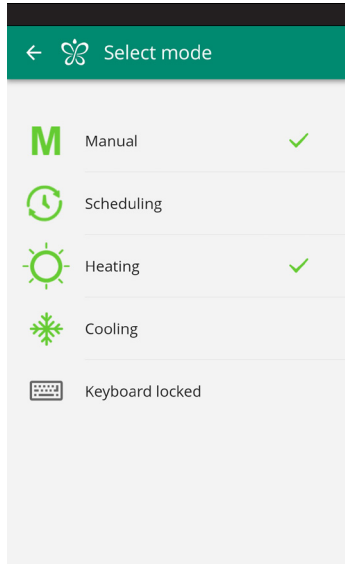 Select mode
M Manual
Scheduling
Heating
Cooling
Keyboard locked